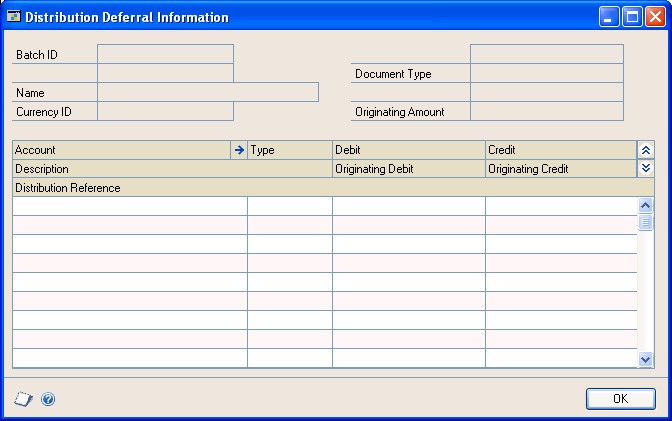 Distribution Deferral Information
Batch ID
Document Type
Name
Currency ID Originating Amount
Account Type Debit Credit
Description Originating Debit Originating Credit
Distribution Reference
OK